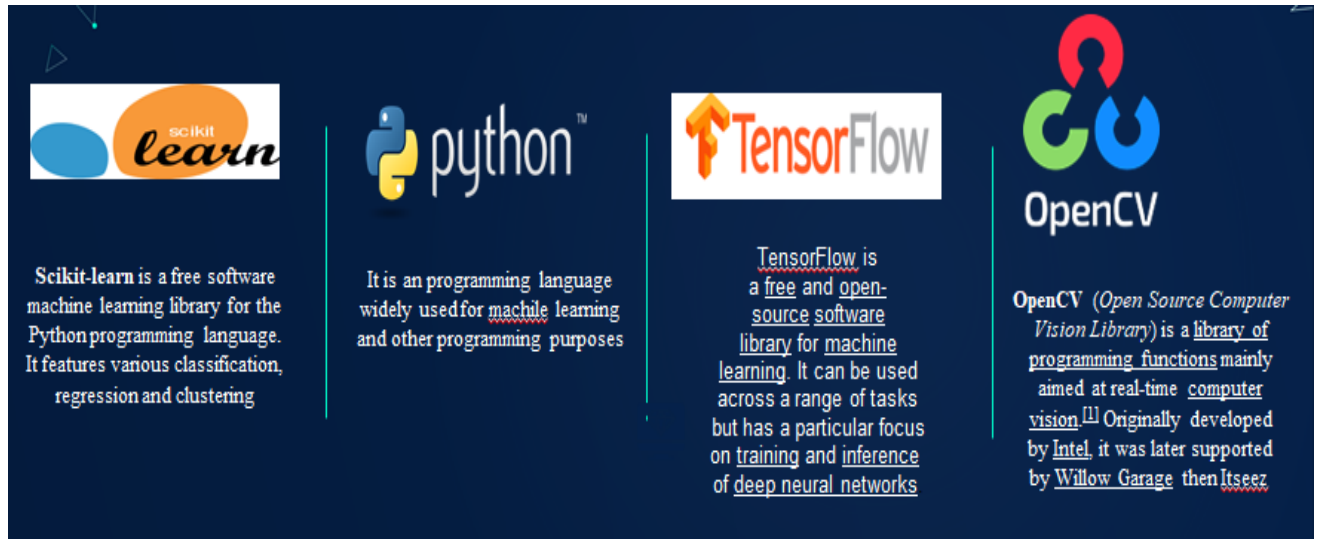 scikit
learn
Scikit-learn is a free software
machine learning library for the
Python programming language.
It features various classification,
regression and clustering
python™
It is an programming language
widely used for machile learning
and other programming purposes
TensorFlow
TensorFlow is
a free and open-
source software
library for machine
learning. It can be used
across a range of tasks
but has a particular focus
on training and inference
of deep neural networks
OpenCV
OpenCV (Open Source Computer
Vision Library) is a library of
programming functions mainly
aimed at real-time computer
vision.[1] Originally developed
by Intel, it was later supported
by Willow Garage then Itseez